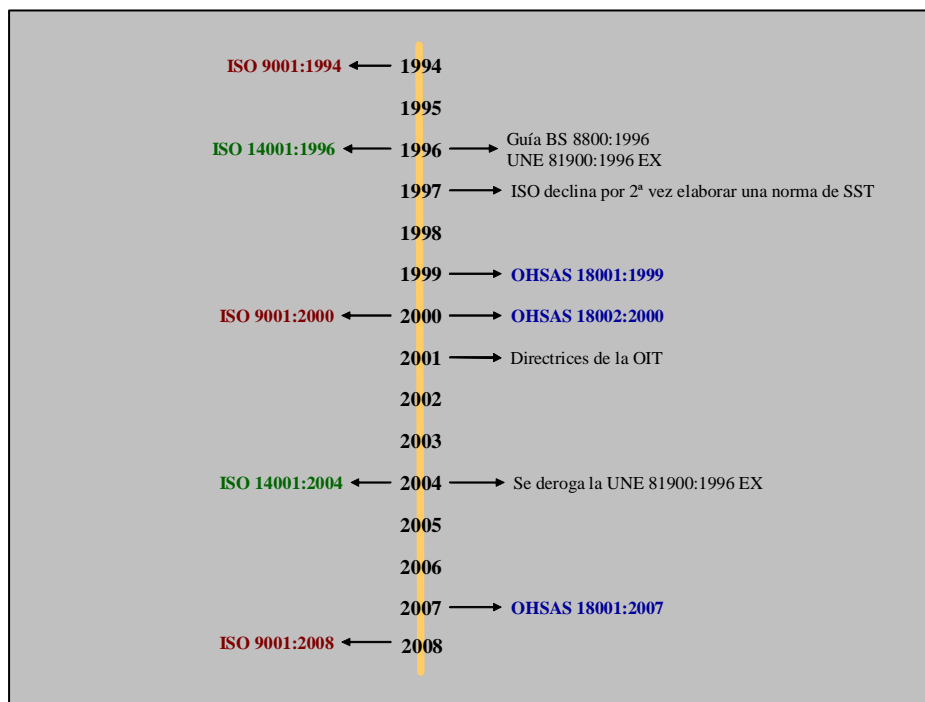 ISO 9001:1994 1994
1995
ISO 14001:1996 1996 Guía BS 8800:1996
UNE 81900:1996 EX
1997 ISO declina por 2ª vez elaborar una norma de SST
1998
1999 OHSAS 18001:1999
ISO 9001:2000 2000 OHSAS 18002:2000
2001 Directrices de la OIT
2002
2003
ISO 14001:2004 2004 Se deroga la UNE 81900:1996 EX
2005
2006
2007 OHSAS 18001:2007
ISO 9001:2008 2008